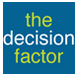 the
decision
factor